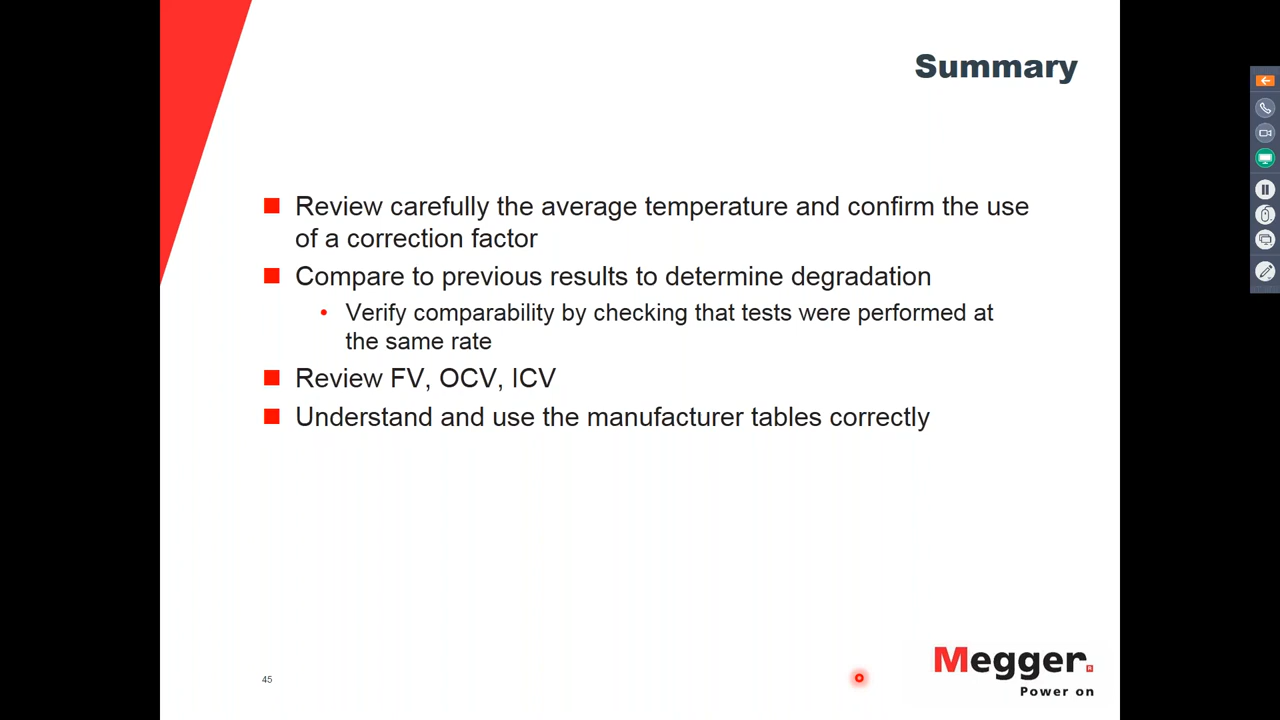 Summary
Review carefully the average temperature and confirm the use
of a correction factor
Compare to previous results to determine degradation
Verify comparability by checking that tests were performed at
the same rate
Review FV, OCV, ICV
Understand and use the manufacturer tables correctly
45
Megger.
Power on